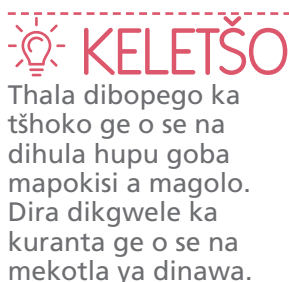 KELETŠO
Thala dibopego ka
tšhoko ge o se na
dihula hupu goba
mapokisi a magolo.
Dira dikgwele ka
kuranta ge o se na
mekotla ya dinawa.